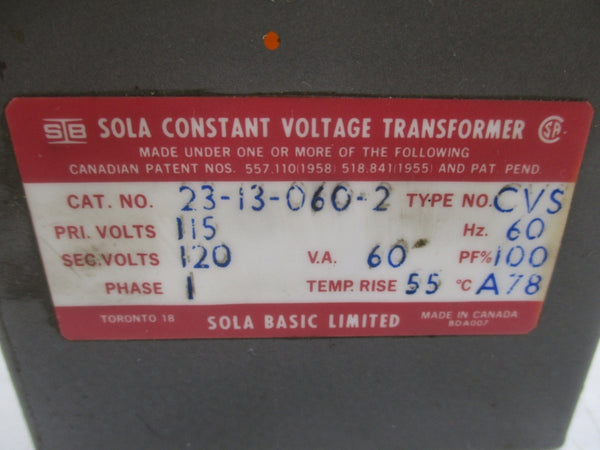 STB SOLA CONSTANT VOLTAGE TRANSFORMER SA
MADE UNDER ONE OR MORE OF THE FOLLOWING
CANADIAN PATENT NOS. 557.110(1958) 518.841(1955) AND PAT PEND.
CAT. NO. 23-13-060-2 TYPE NO. CVS
PRI. VOLTS 115 Hz. 60
SEC. VOLTS 120 V.A. 60 PF% 100
PHASE 1 TEMP. RISE 55 °C A78
TORONTO 18 SOLA BASIC LIMITED MADE IN CANADA
BDA007